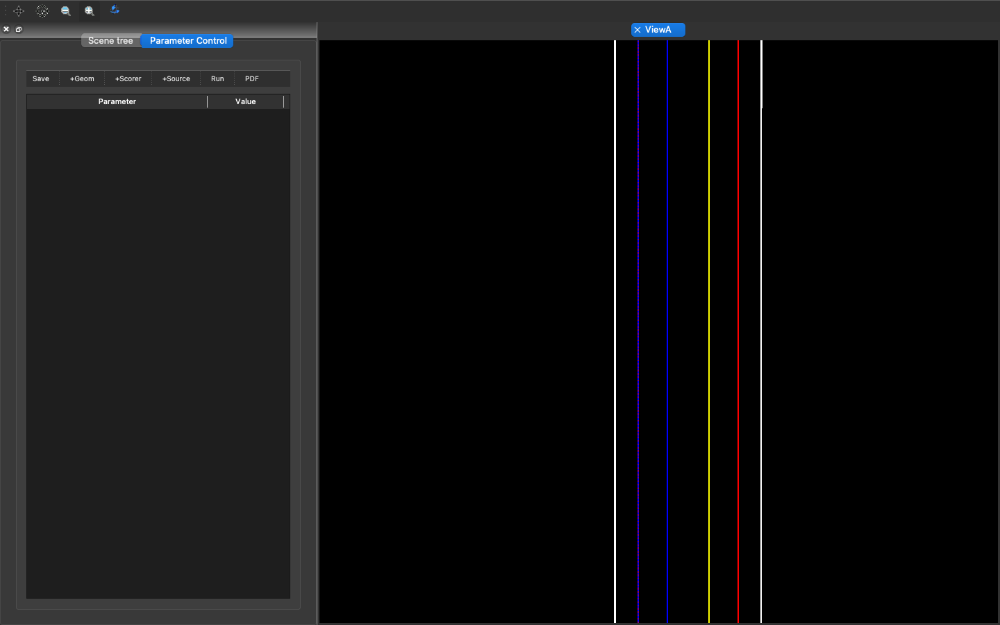 ViewA
Scene tree
Parameter Control
Save
+Geom
+Scorer
+Source
Run
PDF
Parameter
Value